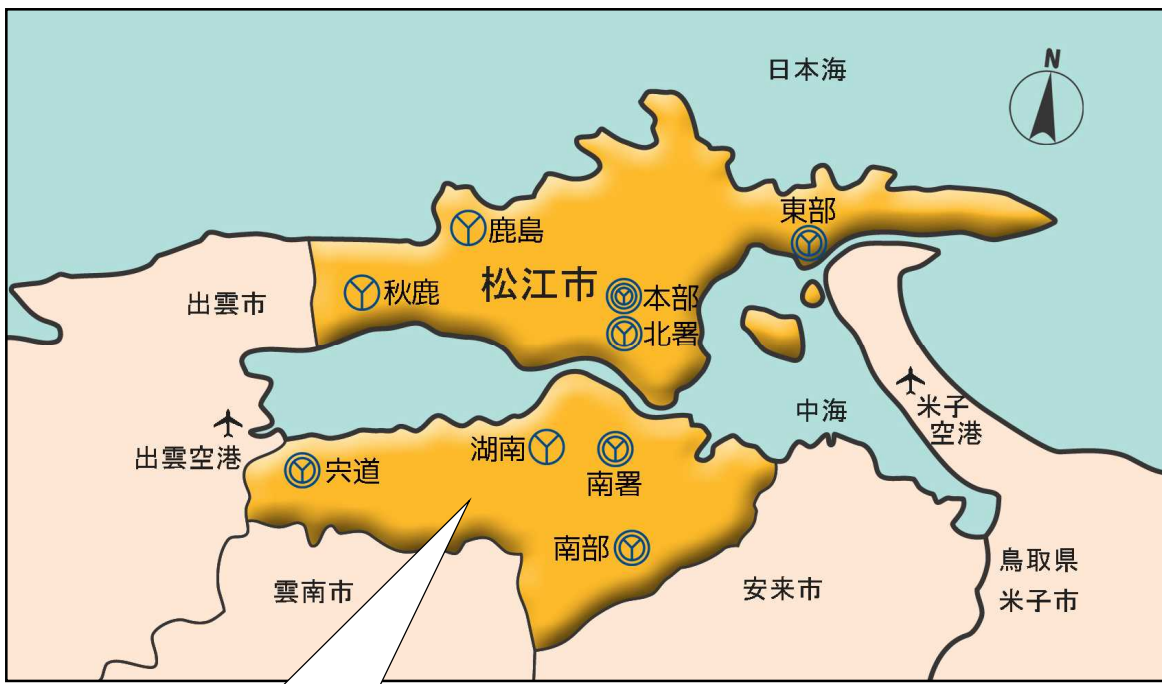 日本海
N
東部
鹿島
松江市
秋鹿
本部
出雲市
北署
中海
米子
空港
出雲空港
宍道
湖南
南署
南部
雲南市
安来市
鳥取県
米子市